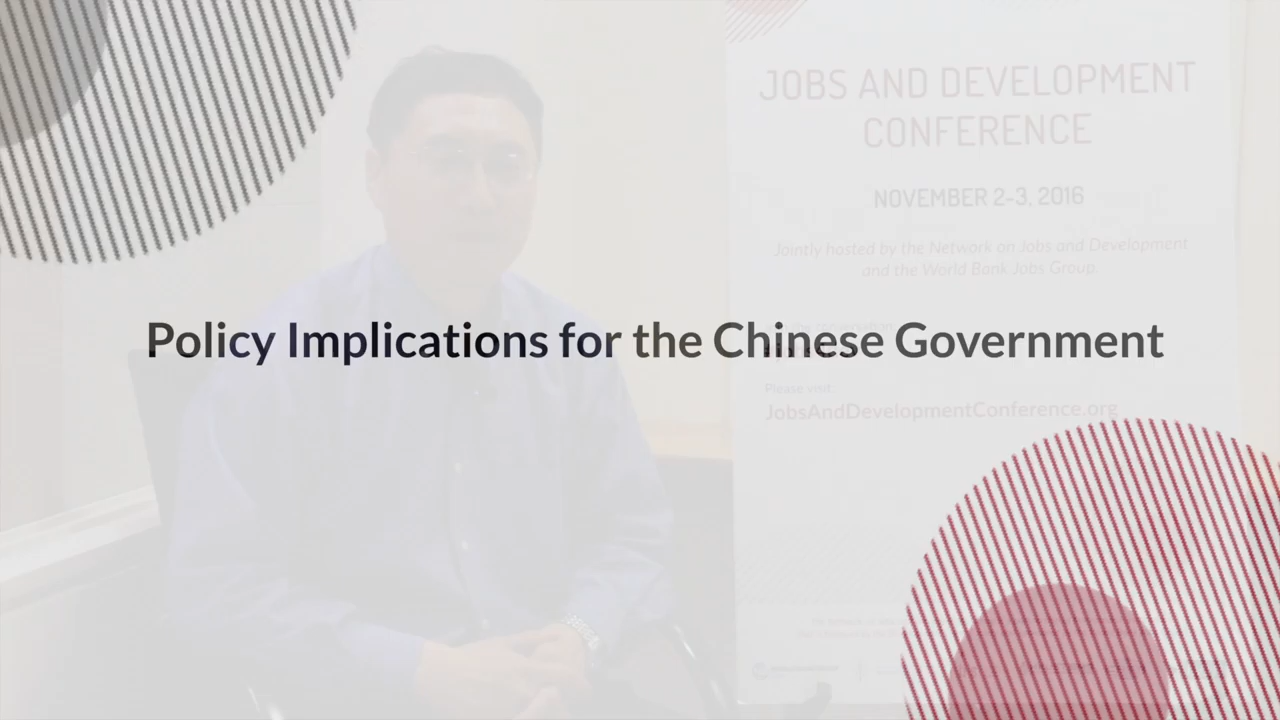 JOBS AND DEVELOPMENT
CONFERENCE
NOVEMBER 2-3, 2016
Jointly hosted by the Network on Jobs and Development
and the World Bank Jobs Group
Policy Implications for the Chinese Government
Please visit
JobsAndDevelopmentConference.org